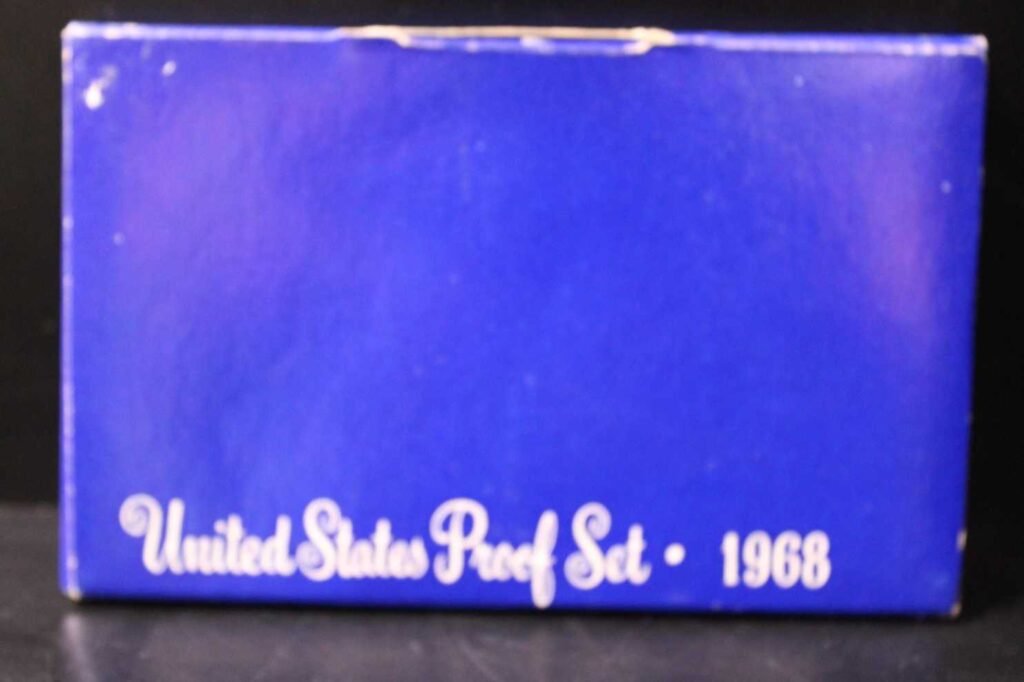 United States Proof Set • 1968